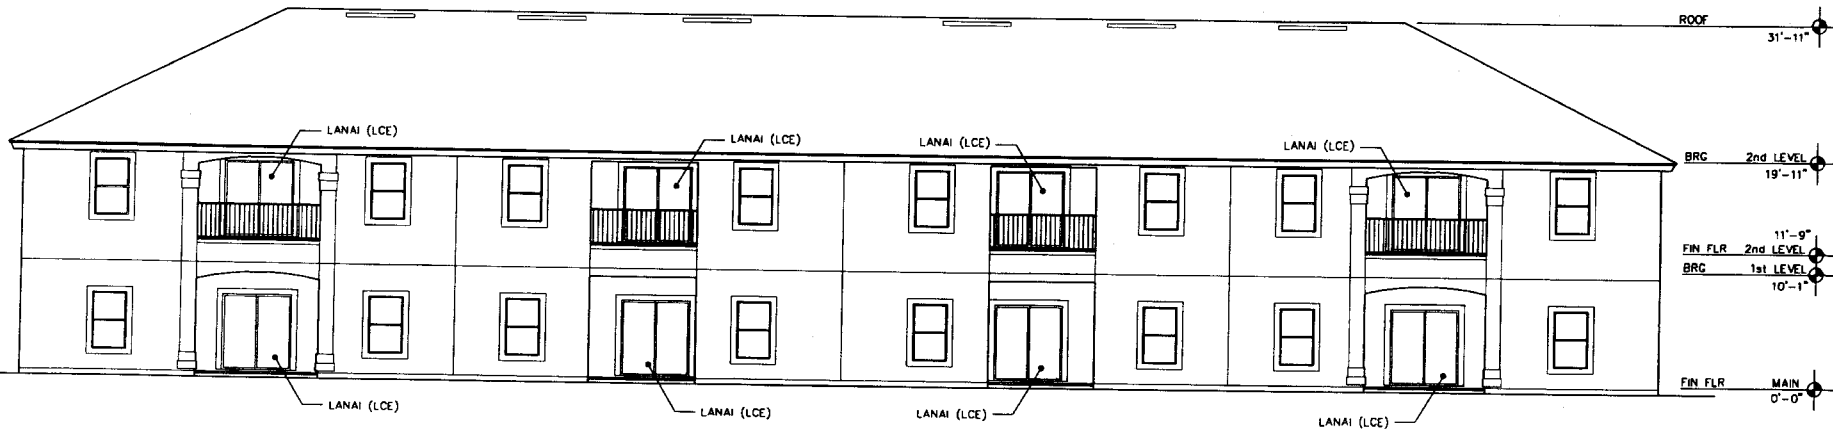 ROOF
31'-11"
LANAI (LCE)
LANAI (LCE)
LANAI (LCE)
LANAI (LCE)
BRG 2nd LEVEL
19'-11"
11'-9"
FIN FLR 2nd LEVEL
BRG 1st LEVEL
10'-1"
FIN FLR MAIN
0'-0"
LANAI (LCE)
LANAI (LCE)
LANAI (LCE)
LANAI (LCE)